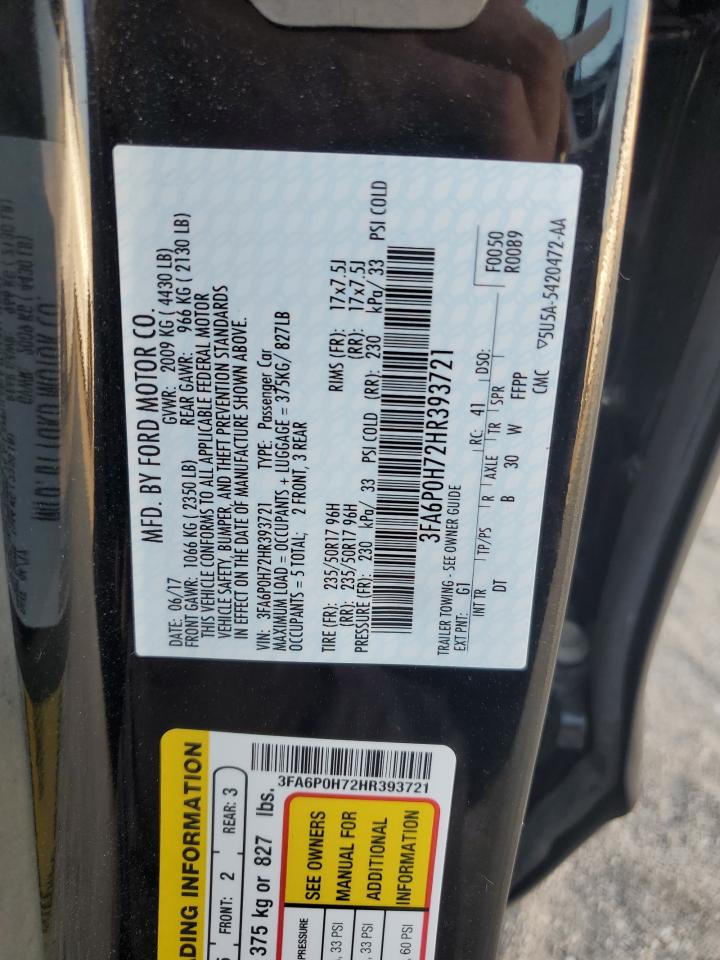 MFD. BY FORD MOTOR CO.
DATE: 06/17 GVWR: 2009 KG ( 4430 LB)
FRONT GAWR: 1066 KG ( 2350 LB) REAR GAWR: 966 KG ( 2130 LB)
THIS VEHICLE CONFORMS TO ALL APPLICABLE FEDERAL MOTOR
VEHICLE SAFETY, BUMPER, AND THEFT PREVENTION STANDARDS
IN EFFECT ON THE DATE OF MANUFACTURE SHOWN ABOVE.
VIN: 3FA6P0H72HR393721 TYPE: Passenger Car
MAXIMUM LOAD = OCCUPANTS + LUGGAGE = 375KG/ 827LB
OCCUPANTS = 5 TOTAL; 2 FRONT, 3 REAR
TIRE (FR): 235/50R17 96H RIMS (FR): 17x7.5J
(RR): 235/50R17 96H (RR): 17x7.5J
PRESSURE (FR): 230 kPa/ 33 PSI COLD (RR): 230 kPa/ 33 PSI COLD
3FA6P0H72HR393721
TRAILER TOWING - SEE OWNER GUIDE
EXT PNT: G1 RC: 41 DSO: F0050
R0089
INT TR TP/PS R AXLE TR SPR
DT B 30 W FFPP
CMC ▽5U5A-5420472-AA
ADING INFORMATION
FRONT: 2 REAR: 3
375 kg or 827 lbs.
3FA6P0H72HR393721
PRESSURE
SEE OWNERS
MANUAL FOR
ADDITIONAL
INFORMATION
, 33 PSI
, 33 PSI
, 60 PSI